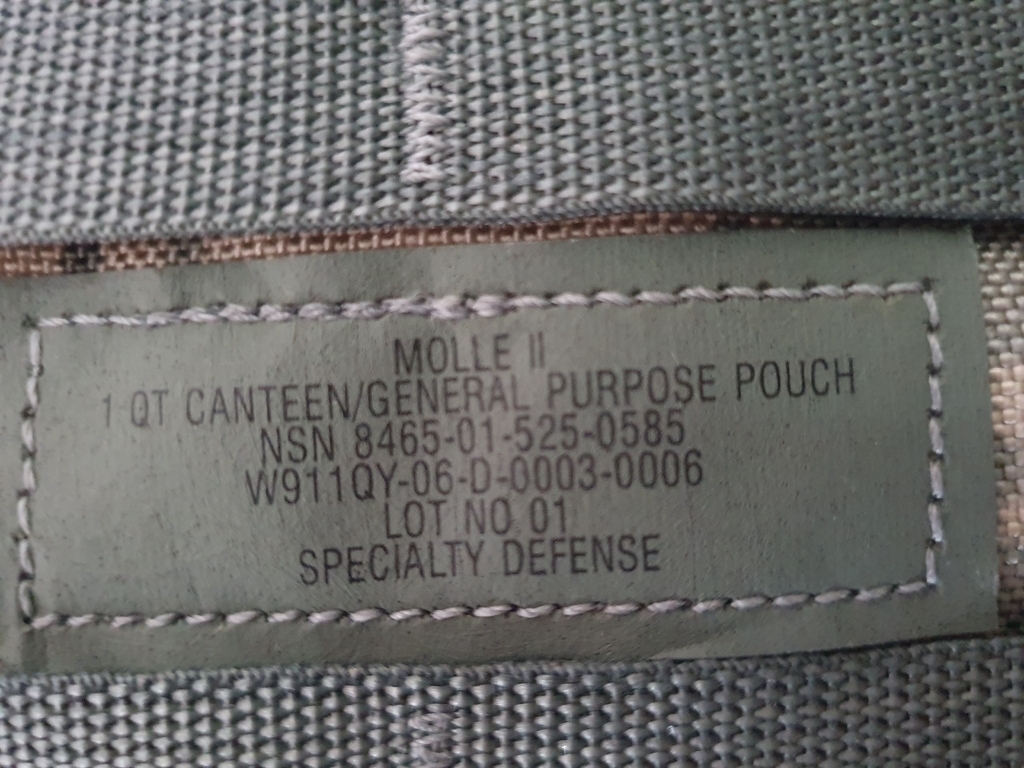 MOLLE II
1 QT CANTEEN/GENERAL PURPOSE POUCH
NSN 8465-01-525-0585
W911QY-06-D-0003-0006
LOT NO 01
SPECIALTY DEFENSE